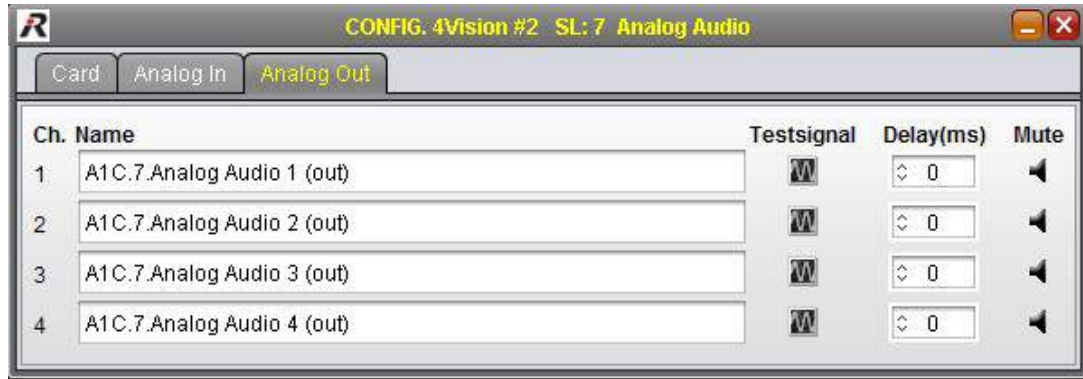 R CONFIG. 4Vision #2 SL: 7 Analog Audio
Card Analog In Analog Out
Ch. Name Testsignal Delay(ms) Mute
1 A1C.7.Analog Audio 1 (out) 0
2 A1C.7.Analog Audio 2 (out) 0
3 A1C.7.Analog Audio 3 (out) 0
4 A1C.7.Analog Audio 4 (out) 0